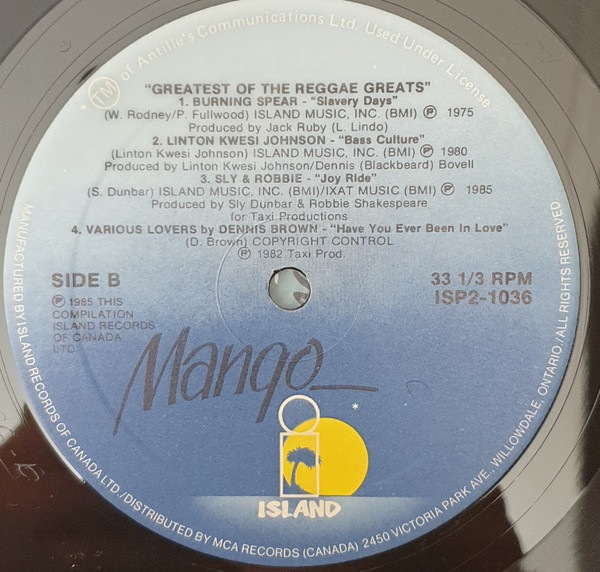 * TM of Antille's Communications Ltd, Used Under License
"GREATEST OF THE REGGAE GREATS"
1. BURNING SPEAR - "Slavery Days"
(W. Rodney/P. Fullwood) ISLAND MUSIC, INC. (BMI) ℗ 1975
Produced by Jack Ruby (L. Lindo)
2. LINTON KWESI JOHNSON - "Bass Culture"
(Linton Kwesi Johnson) ISLAND MUSIC, INC. (BMI) ℗ 1980
Produced by Linton Kwesi Johnson/Dennis (Blackbeard) Bovell
3. SLY & ROBBIE - "Joy Ride"
(S. Dunbar) ISLAND MUSIC, INC. (BMI)/IXAT MUSIC (BMI) ℗ 1985
Produced by Sly Dunbar & Robbie Shakespeare
for Taxi Productions
4. VARIOUS LOVERS by DENNIS BROWN - "Have You Ever Been In Love"
(D. Brown) COPYRIGHT CONTROL
℗ 1982 Taxi Prod.
SIDE B
33 1/3 RPM
ISP2-1036
℗ 1985 THIS
COMPILATION
ISLAND RECORDS
OF CANADA
LTD.
Mango
*
ISLAND
MANUFACTURED BY ISLAND RECORDS OF CANADA LTD./DISTRIBUTED BY MCA RECORDS (CANADA) 2450 VICTORIA PARK AVE., WILLOWDALE, ONTARIO./ALL RIGHTS RESERVED